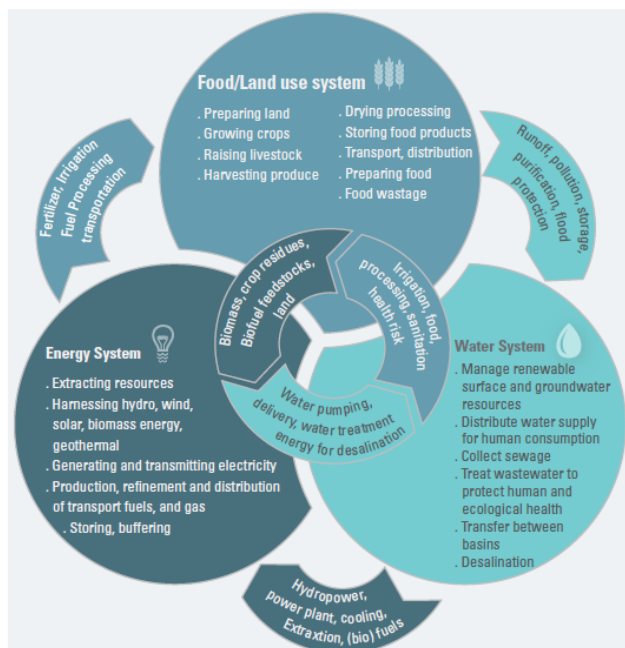 Food/Land use system
. Preparing land
. Growing crops
. Raising livestock
. Harvesting produce
. Drying processing
. Storing food products
. Transport, distribution
. Preparing food
. Food wastage
Fertilizer, Irrigation
Fuel Processing
transportation
Runoff, pollution, storage,
purification, flood
protection
Biomass, crop residues,
Biofuel feedstocks,
land
Irrigation, food,
processing, sanitation
health risk
Water pumping,
delivery, water treatment
energy for desalination
Energy System
. Extracting resources
. Harnessing hydro, wind,
solar, biomass energy,
geothermal
. Generating and transmitting electricity
. Production, refinement and distribution
of transport fuels, and gas
. Storing, buffering
Water System
. Manage renewable
surface and groundwater
resources
. Distribute water supply
for human consumption
. Collect sewage
. Treat wastewater to
protect human and
ecological health
. Transfer between
basins
. Desalination
Hydropower,
power plant, cooling,
Extraxtion, (bio) fuels